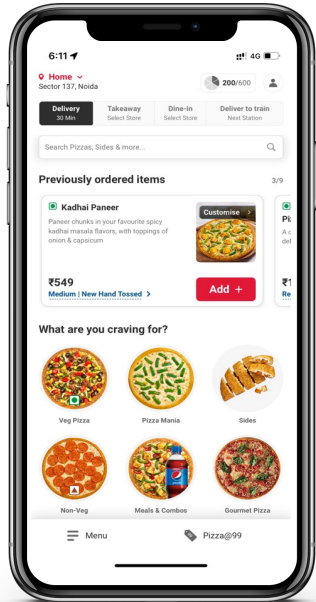 6:11
4G
Home
Sector 137, Noida
200/600
Delivery
30 Min
Takeaway
Select Store
Dine-in
Select Store
Deliver to train
Next Station
Search Pizzas, Sides & more...
Previously ordered items
3/9
Kadhai Paneer
Paneer chunks in your favourite spicy
kadhai masala flavors, with toppings of
onion & capsicum
Customise >
₹549
Medium | New Hand Tossed >
Add +
What are you craving for?
Veg Pizza
Pizza Mania
Sides
pepsi
Non-Veg
Meals & Combos
Gourmet Pizza
Menu
Pizza@99